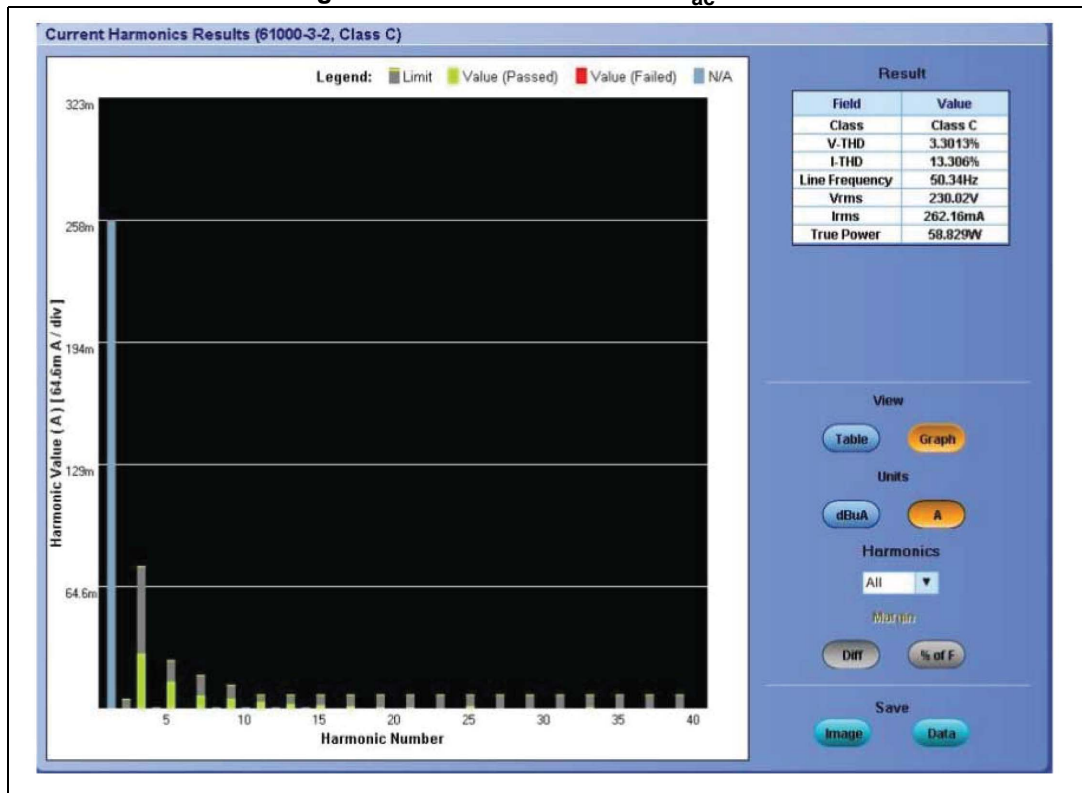 ac
Current Harmonics Results (61000-3-2, Class C)
Legend: Limit Value (Passed) Value (Failed) N/A
323m
258m
194m
129m
64.6m
Harmonic Value ( A ) [ 64.6m A / div ]
5 10 15 20 25 30 35 40
Harmonic Number
Result
Field Value
Class Class C
V-THD 3.3013%
I-THD 13.306%
Line Frequency 50.34Hz
Vrms 230.02V
Irms 262.16mA
True Power 58.829W
View
Table Graph
Units
dBuA A
Harmonics
All
Margin
Diff % of F
Save
Image Data